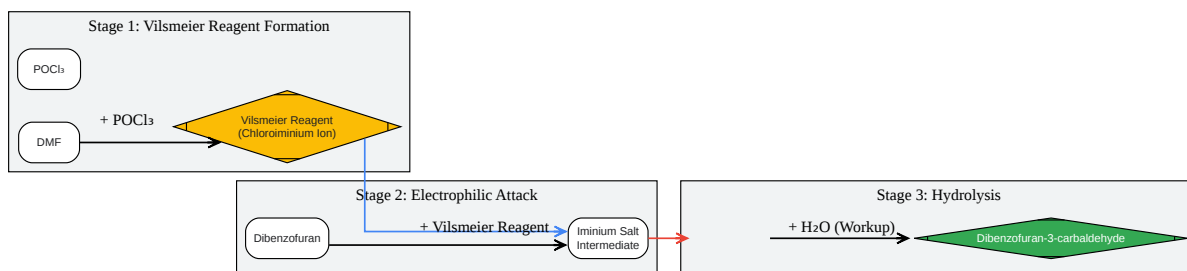 Stage 1: Vilsmeier Reagent Formation
POCl₃
+ POCl₃
DMF
Vilsmeier Reagent
(Chloroiminium Ion)
Stage 2: Electrophilic Attack
Dibenzofuran
+ Vilsmeier Reagent
Iminium Salt
Intermediate
Stage 3: Hydrolysis
+ H₂O (Workup)
Dibenzofuran-3-carbaldehyde